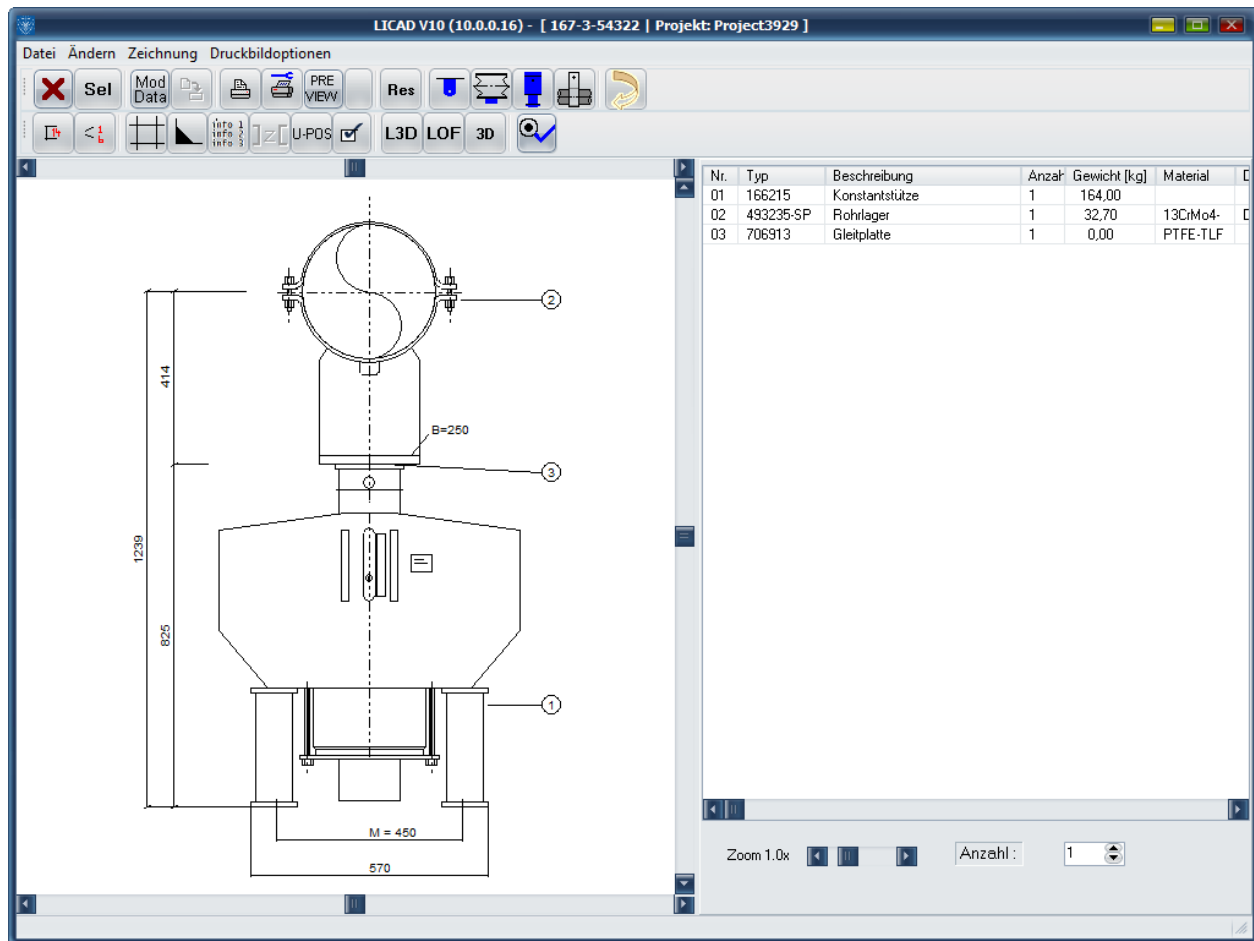 LICAD V10 (10.0.0.16) - [ 167-3-54322 | Projekt: Project3929 ]
Datei Ändern Zeichnung Druckbildoptionen
Sel Mod Data PRE VIEW Res
info 1 info 2 info 3 ]z[ U-POS L3D LOF 3D
Nr. Typ Beschreibung Anzah Gewicht [kg] Material D
01 166215 Konstantstütze 1 164,00
02 493235-SP Rohrlager 1 32,70 13CrMo4- D
03 706913 Gleitplatte 1 0,00 PTFE-TLF
2
414
B=250
3
1239
825
1
M = 450
570
Zoom 1.0x Anzahl : 1